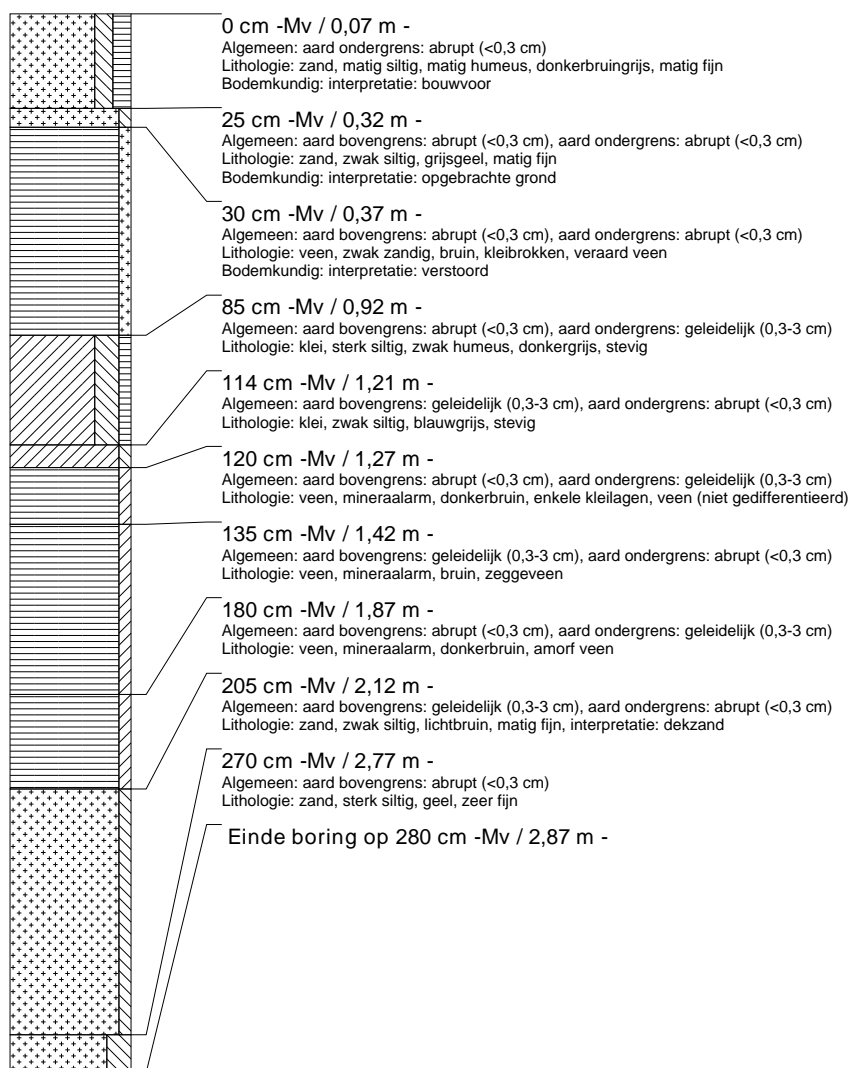 0 cm -Mv / 0,07 m -
Algemeen: aard ondergrens: abrupt (<0,3 cm)
Lithologie: zand, matig siltig, matig humeus, donkerbruingrijs, matig fijn
Bodemkundig: interpretatie: bouwvoor
25 cm -Mv / 0,32 m -
Algemeen: aard bovengrens: abrupt (<0,3 cm), aard ondergrens: abrupt (<0,3 cm)
Lithologie: zand, zwak siltig, grijsgeel, matig fijn
Bodemkundig: interpretatie: opgebrachte grond
30 cm -Mv / 0,37 m -
Algemeen: aard bovengrens: abrupt (<0,3 cm), aard ondergrens: abrupt (<0,3 cm)
Lithologie: veen, zwak zandig, bruin, kleibrokken, veraard veen
Bodemkundig: interpretatie: verstoord
85 cm -Mv / 0,92 m -
Algemeen: aard bovengrens: abrupt (<0,3 cm), aard ondergrens: geleidelijk (0,3-3 cm)
Lithologie: klei, sterk siltig, zwak humeus, donkergrijs, stevig
114 cm -Mv / 1,21 m -
Algemeen: aard bovengrens: geleidelijk (0,3-3 cm), aard ondergrens: abrupt (<0,3 cm)
Lithologie: klei, zwak siltig, blauwgrijs, stevig
120 cm -Mv / 1,27 m -
Algemeen: aard bovengrens: abrupt (<0,3 cm), aard ondergrens: geleidelijk (0,3-3 cm)
Lithologie: veen, mineraalarm, donkerbruin, enkele kleilagen, veen (niet gedifferentieerd)
135 cm -Mv / 1,42 m -
Algemeen: aard bovengrens: geleidelijk (0,3-3 cm), aard ondergrens: abrupt (<0,3 cm)
Lithologie: veen, mineraalarm, bruin, zeggeveen
180 cm -Mv / 1,87 m -
Algemeen: aard bovengrens: abrupt (<0,3 cm), aard ondergrens: geleidelijk (0,3-3 cm)
Lithologie: veen, mineraalarm, donkerbruin, amorf veen
205 cm -Mv / 2,12 m -
Algemeen: aard bovengrens: geleidelijk (0,3-3 cm), aard ondergrens: abrupt (<0,3 cm)
Lithologie: zand, zwak siltig, lichtbruin, matig fijn, interpretatie: dekzand
270 cm -Mv / 2,77 m -
Algemeen: aard bovengrens: abrupt (<0,3 cm)
Lithologie: zand, sterk siltig, geel, zeer fijn
Einde boring op 280 cm -Mv / 2,87 m -